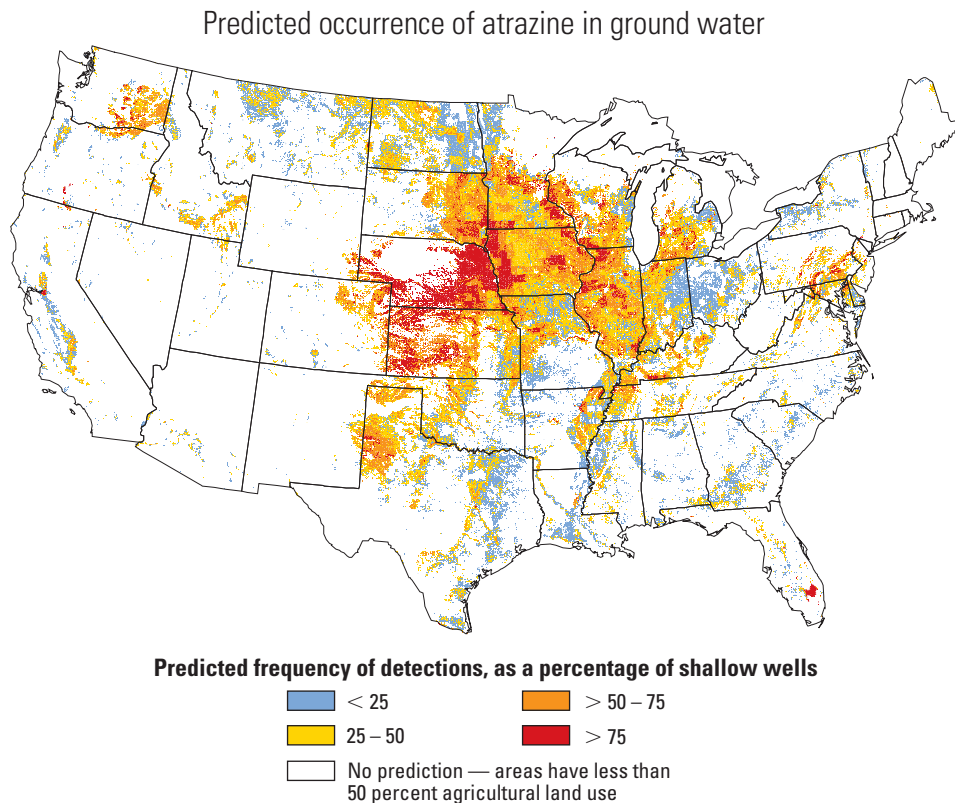 Predicted occurrence of atrazine in ground water
Predicted frequency of detections, as a percentage of shallow wells
< 25
> 50 – 75
25 – 50
> 75
No prediction — areas have less than
50 percent agricultural land use